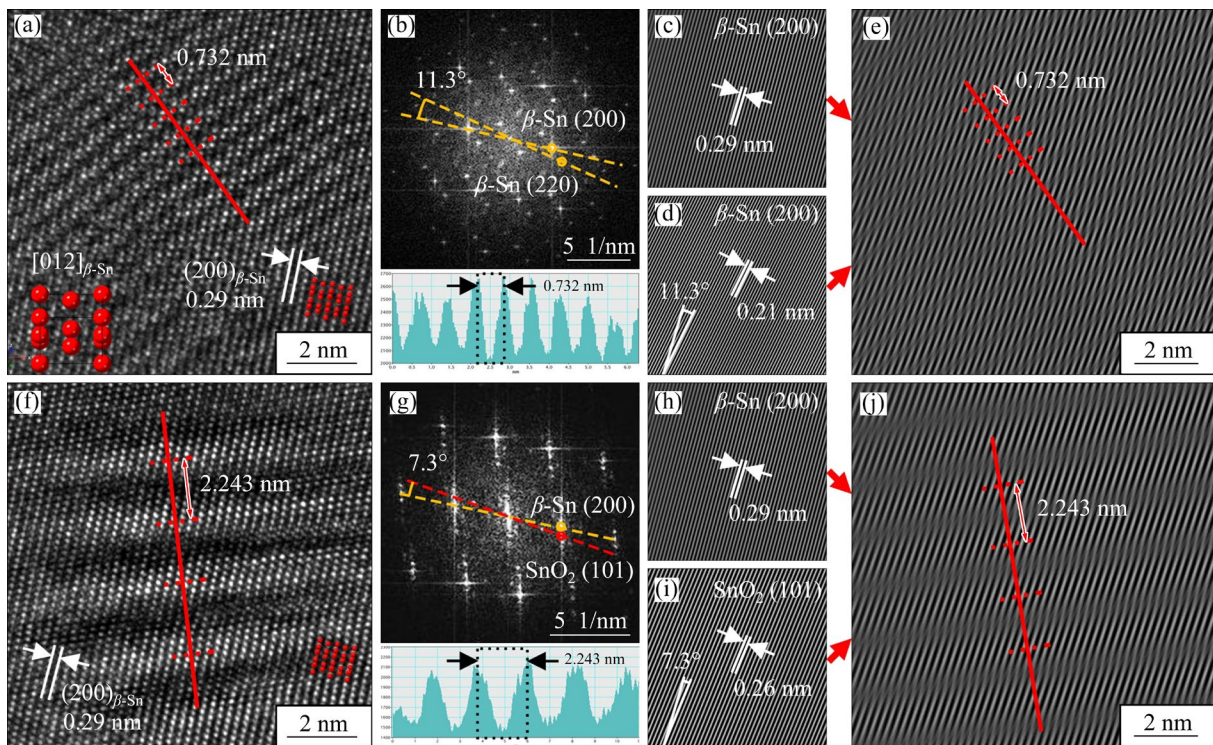 (a)
0.732 nm
[012]β-Sn
(200)β-Sn
0.29 nm
2 nm
(b)
11.3°
β-Sn (200)
β-Sn (220)
5 1/nm
0.732 nm
(c)
β-Sn (200)
0.29 nm
(d)
β-Sn (200)
11.3°
0.21 nm
(e)
0.732 nm
2 nm
(f)
2.243 nm
(200)β-Sn
0.29 nm
2 nm
(g)
7.3°
β-Sn (200)
SnO₂ (101)
5 1/nm
2.243 nm
(h)
β-Sn (200)
0.29 nm
(i)
SnO₂ (101)
7.3°
0.26 nm
(j)
2.243 nm
2 nm